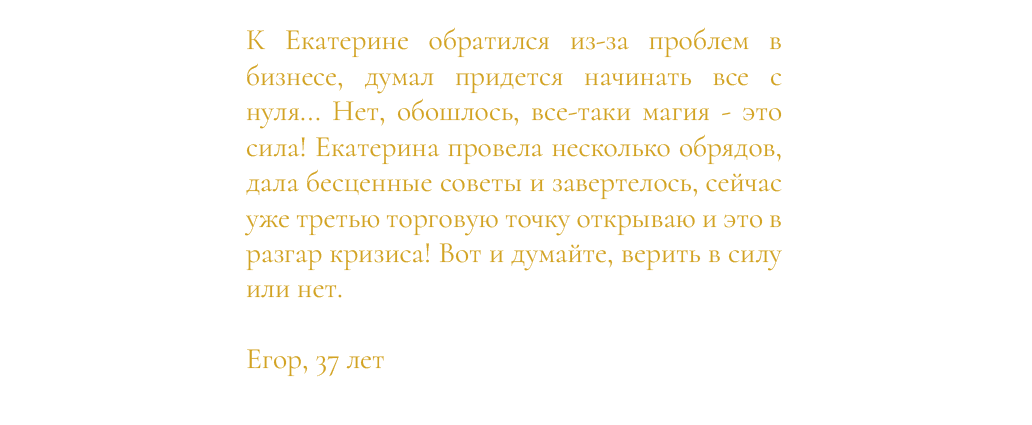 К Екатерине обратился из-за проблем в
бизнесе, думал придется начинать все с
нуля... Нет, обошлось, все-таки магия - это
сила! Екатерина провела несколько обрядов,
дала бесценные советы и завертелось, сейчас
уже третью торговую точку открываю и это в
разгар кризиса! Вот и думайте, верить в силу
или нет.
Егор, 37 лет